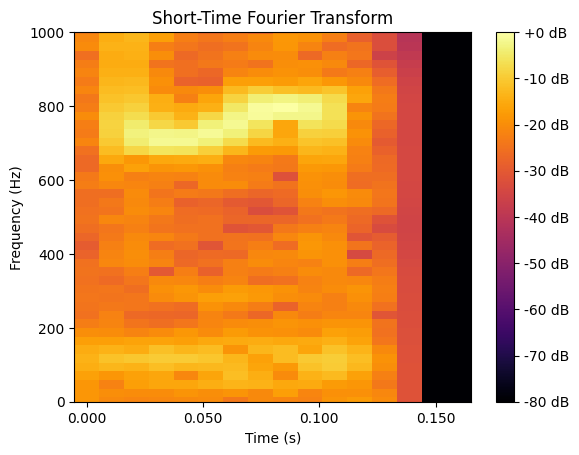 Short-Time Fourier Transform
1000
800
600
400
200
0
Frequency (Hz)
0.000
0.050
0.100
0.150
Time (s)
+0 dB
-10 dB
-20 dB
-30 dB
-40 dB
-50 dB
-60 dB
-70 dB
-80 dB